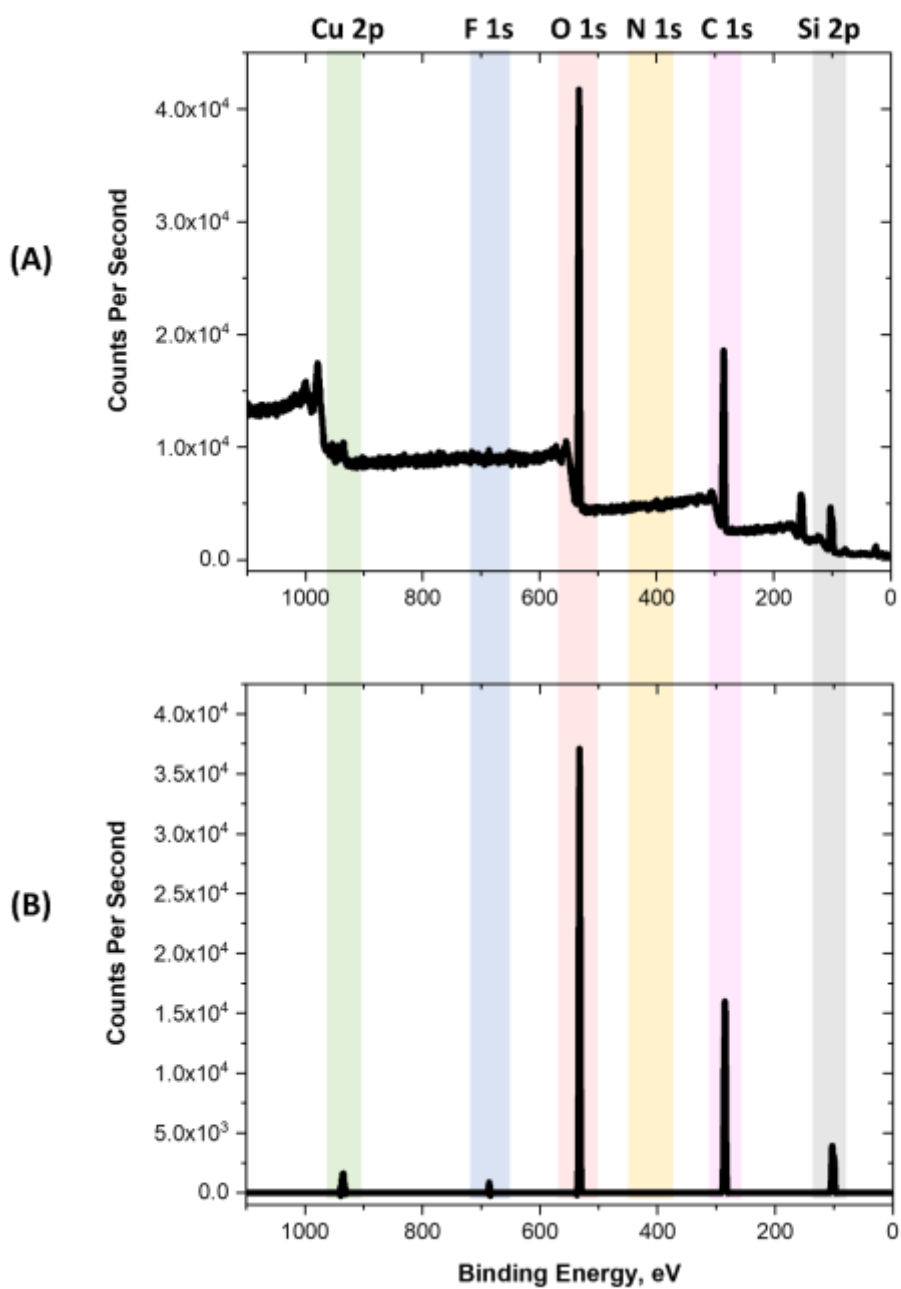 Cu 2p F 1s O 1s N 1s C 1s Si 2p
(A)
Counts Per Second
4.0x10⁴
3.0x10⁴
2.0x10⁴
1.0x10⁴
0.0
1000 800 600 400 200 0
(B)
Counts Per Second
4.0x10⁴
3.5x10⁴
3.0x10⁴
2.5x10⁴
2.0x10⁴
1.5x10⁴
1.0x10⁴
5.0x10³
0.0
1000 800 600 400 200 0
Binding Energy, eV